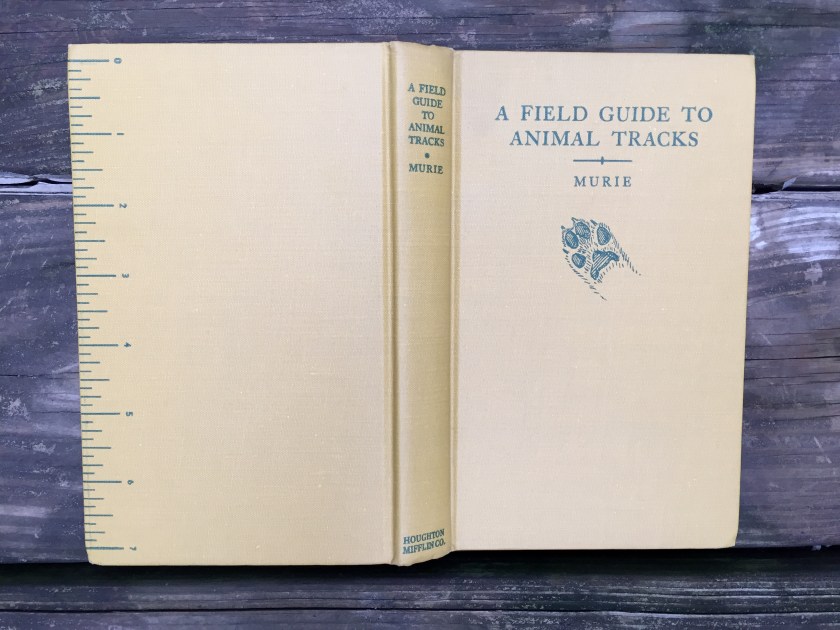 0
1
2
3
4
5
6
7
A FIELD
GUIDE
TO
ANIMAL
TRACKS
MURIE
HOUGHTON
MIFFLIN CO.
A FIELD GUIDE TO
ANIMAL TRACKS
MURIE